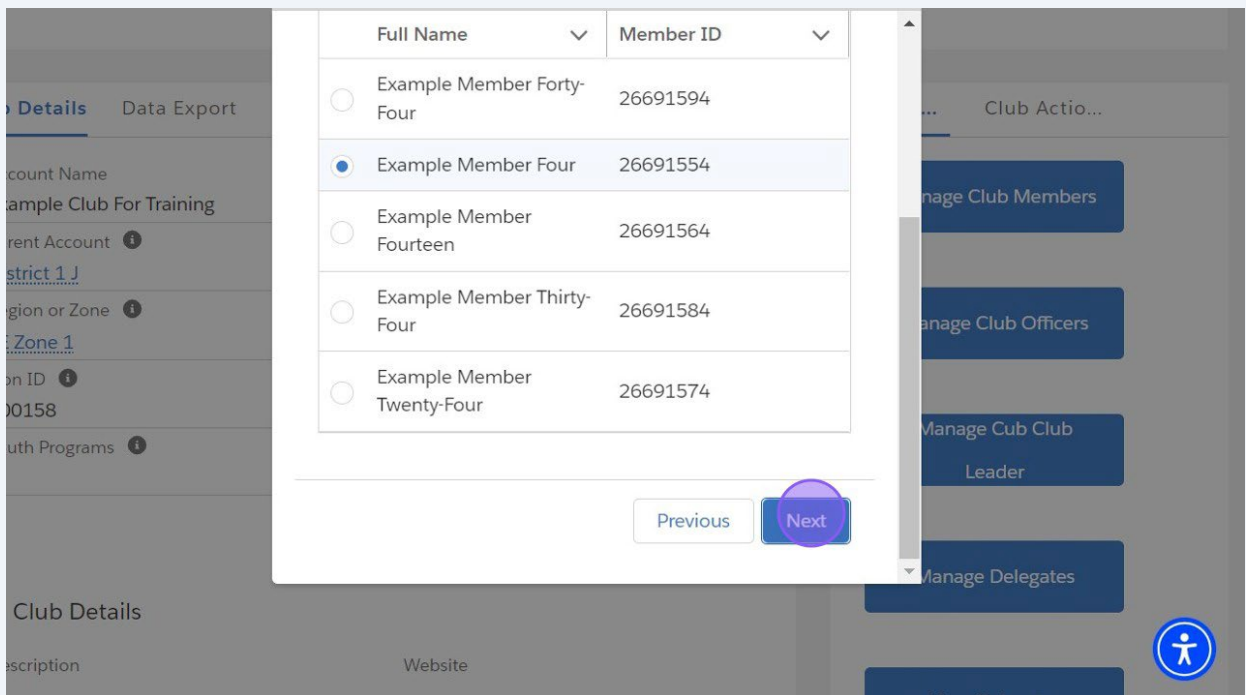 Full Name
Member ID
Example Member Forty-
Four
26691594
Example Member Four
26691554
Example Member
Fourteen
26691564
Example Member Thirty-
Four
26691584
Example Member
Twenty-Four
26691574
Previous
Next
Details
Data Export
count Name
ample Club For Training
rent Account
strict 1 J
gion or Zone
Zone 1
on ID
00158
uth Programs
Club Details
escription
Website
...
Club Actio...
nage Club Members
anage Club Officers
Manage Cub Club
Leader
Manage Delegates